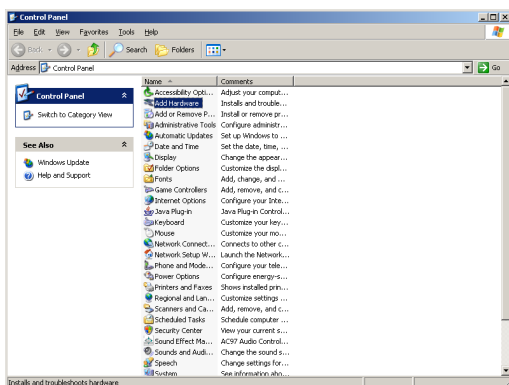 Control Panel
File Edit View Favorites Tools Help
Back Search Folders
Address Control Panel Go
Control Panel
Switch to Category View
See Also
Windows Update
Help and Support
Name Comments
Accessibility Opti... Adjust your comput...
Add Hardware Installs and trouble...
Add or Remove P... Install or remove pr...
Administrative Tools Configure administr...
Automatic Updates Set up Windows to ...
Date and Time Set the date, time, ...
Display Change the appear...
Folder Options Customize the displ...
Fonts Add, change, and ...
Game Controllers Add, remove, and c...
Internet Options Configure your Inte...
Java Plug-in Java Plug-in Control...
Keyboard Customize your key...
Mouse Customize your mo...
Network Connect... Connects to other c...
Network Setup W... Launch the Network...
Phone and Mode... Configure your tele...
Power Options Configure energy-s...
Printers and Faxes Shows installed prin...
Regional and Lan... Customize settings ...
Scanners and Ca... Add, remove, and c...
Scheduled Tasks Schedule computer ...
Security Center View your current s...
Sound Effect Ma... AC97 Audio Control...
Sounds and Audi... Change the sound s...
Speech Change settings for...
System See information abo...
Installs and troubleshoots hardware